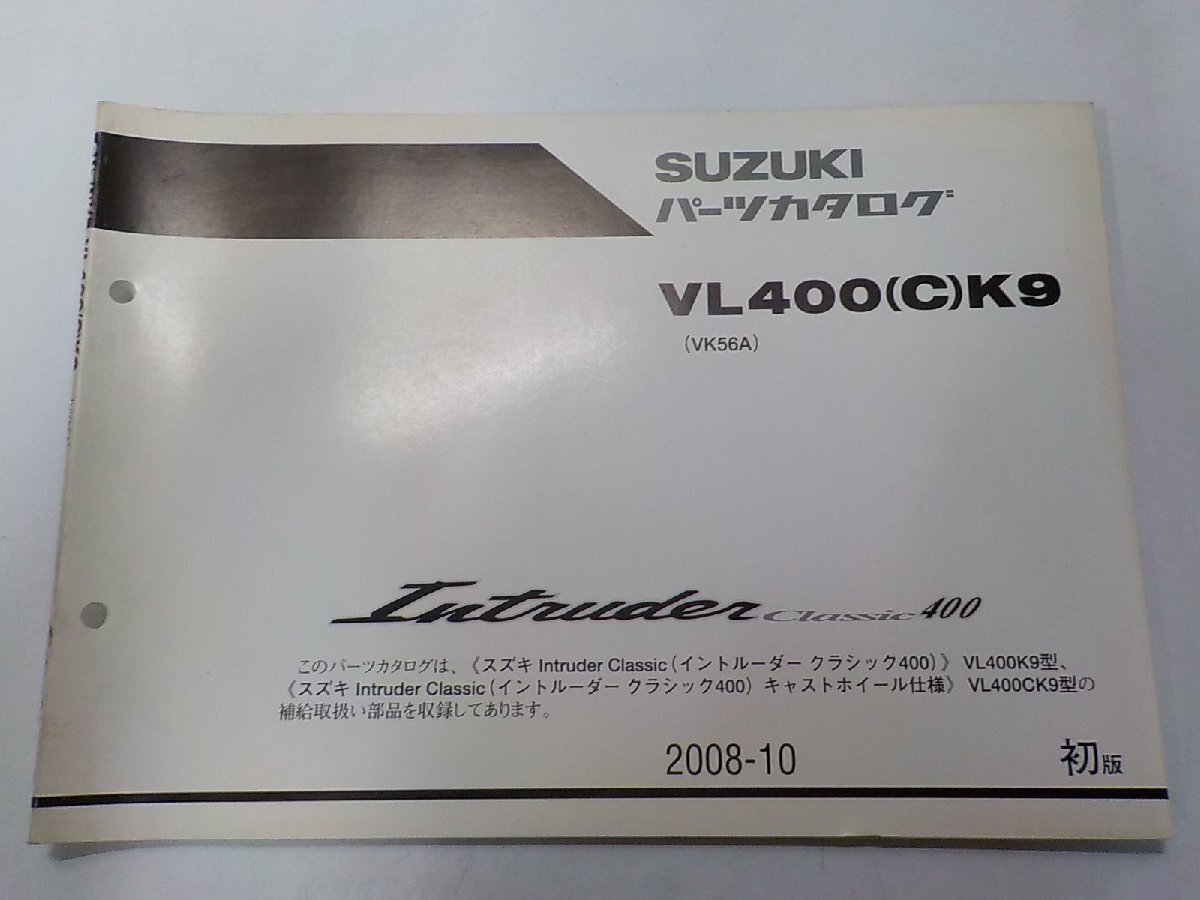 SUZUKI
パーツカタログ
VL400(C)K9
(VK56A)
Intruder Classic 400
このパーツカタログは、《スズキ Intruder Classic（イントルーダー クラシック400）》 VL400K9型、
《スズキ Intruder Classic（イントルーダー クラシック400） キャストホイール仕様》 VL400CK9型の
補給取扱い部品を収録してあります。
2008-10 初版